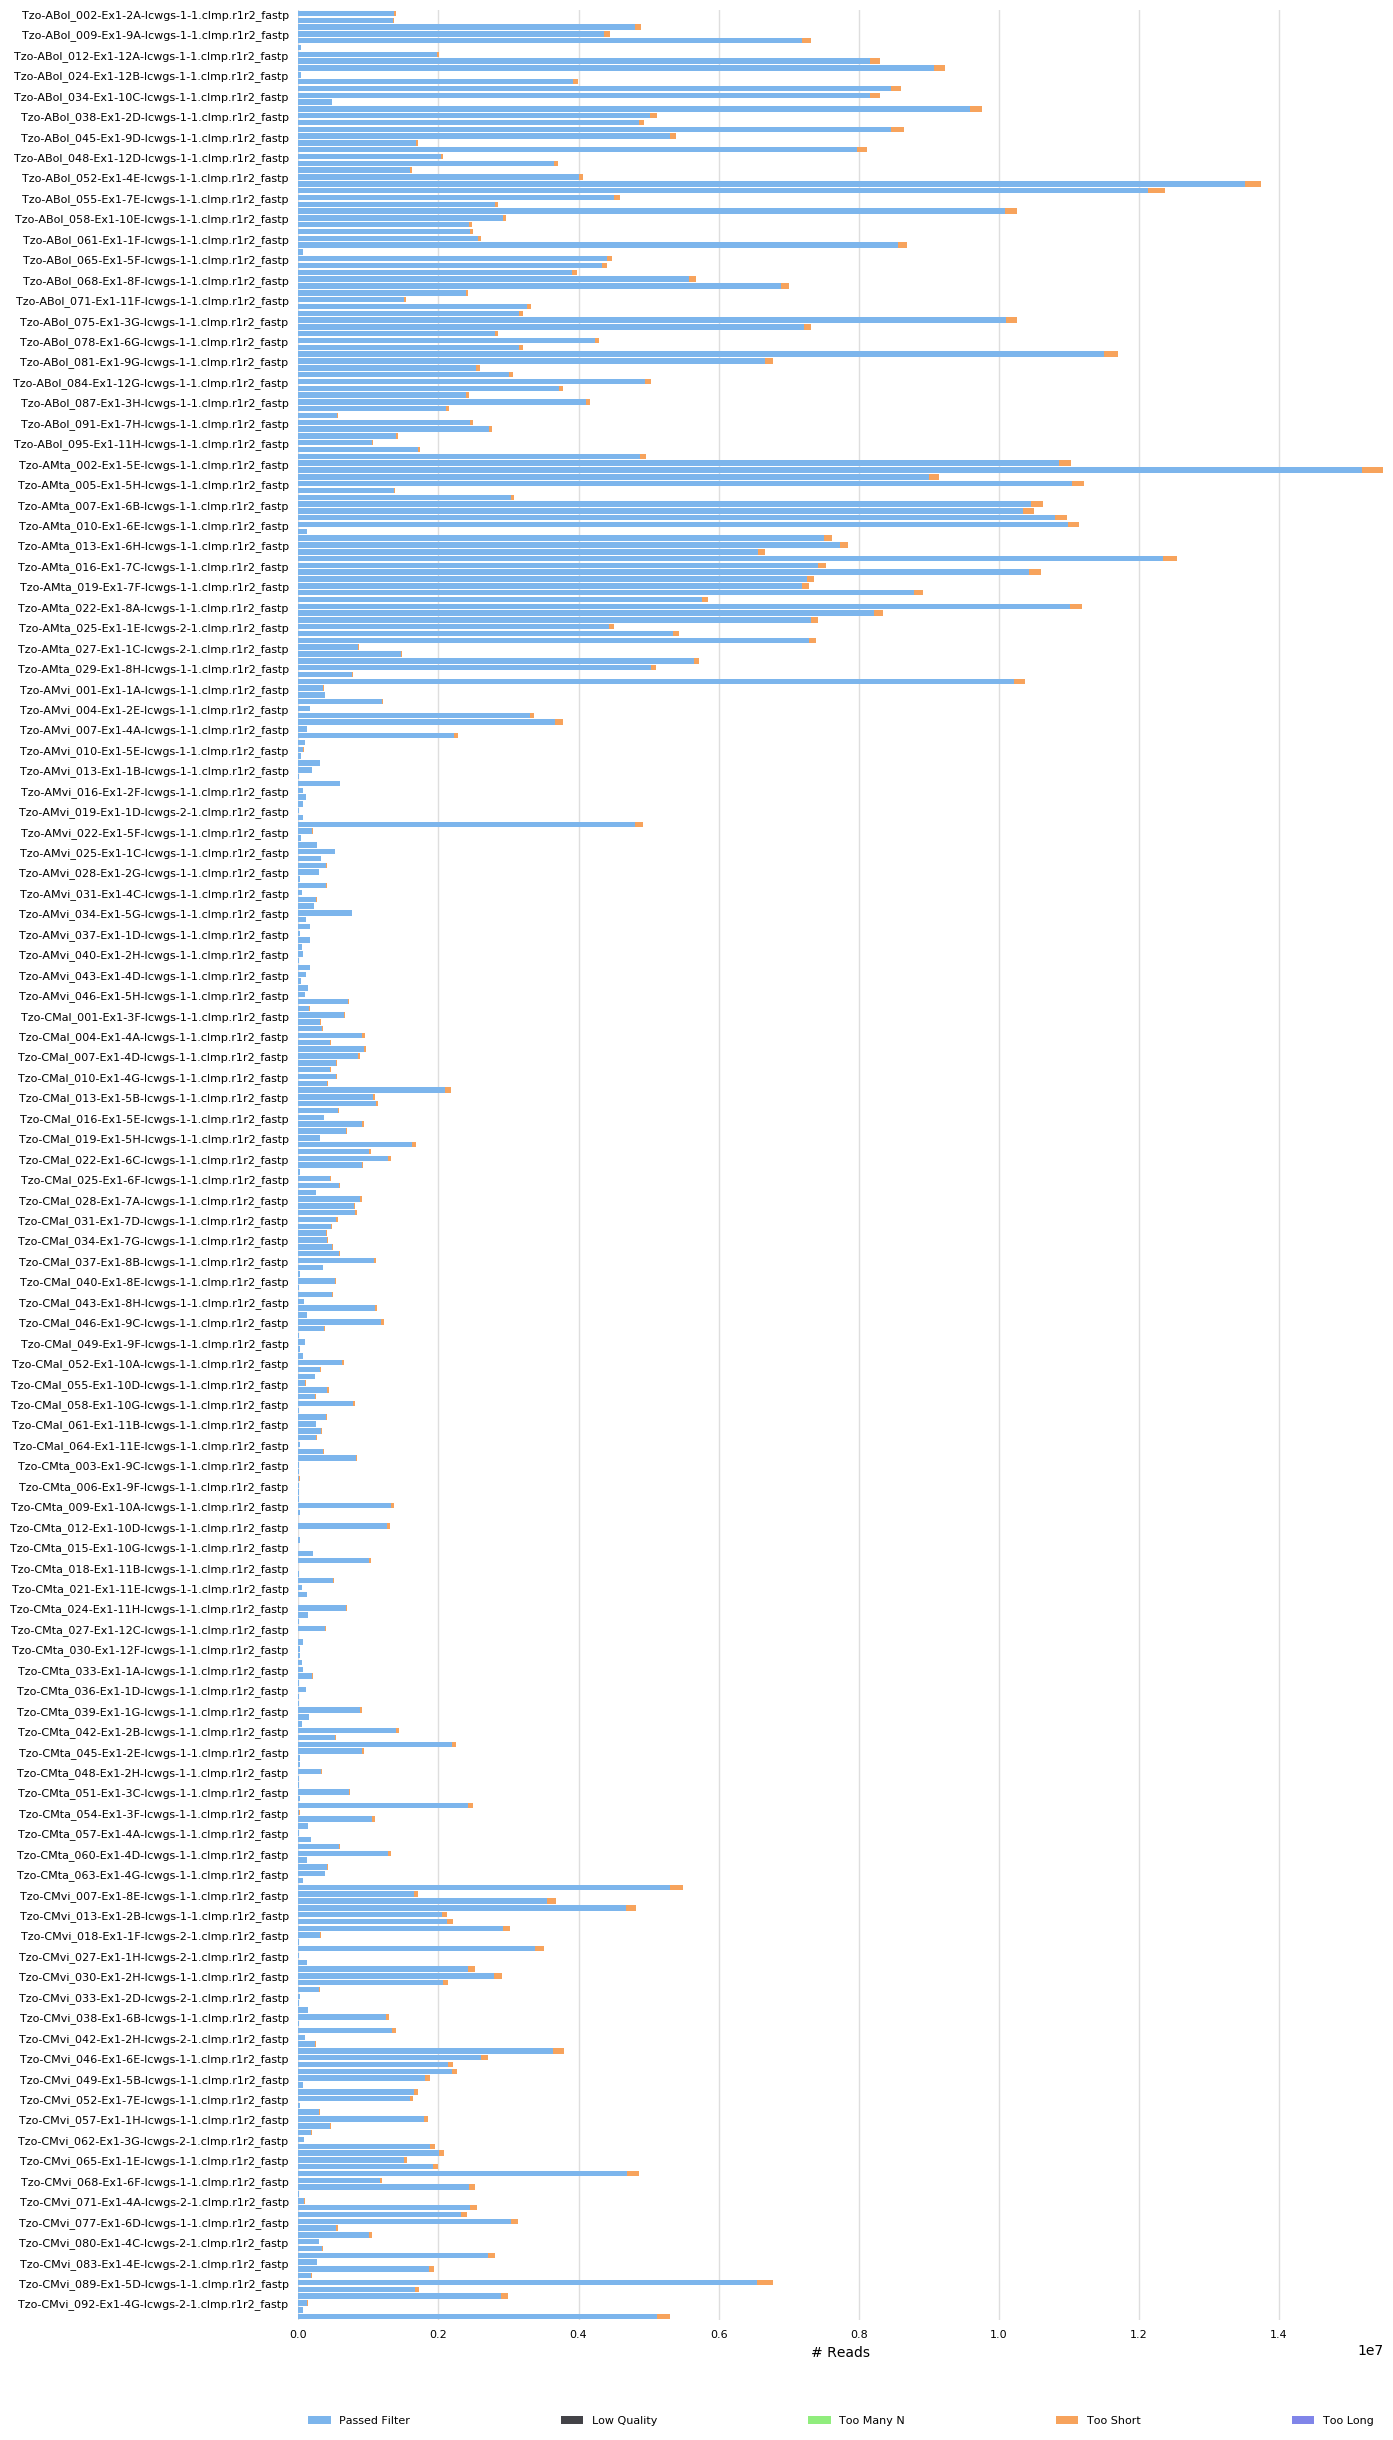 Tzo-ABol_002-Ex1-2A-lcwgs-1-1.clmp.r1r2_fastp
Tzo-ABol_009-Ex1-9A-lcwgs-1-1.clmp.r1r2_fastp
Tzo-ABol_012-Ex1-12A-lcwgs-1-1.clmp.r1r2_fastp
Tzo-ABol_024-Ex1-12B-lcwgs-1-1.clmp.r1r2_fastp
Tzo-ABol_034-Ex1-10C-lcwgs-1-1.clmp.r1r2_fastp
Tzo-ABol_038-Ex1-2D-lcwgs-1-1.clmp.r1r2_fastp
Tzo-ABol_045-Ex1-9D-lcwgs-1-1.clmp.r1r2_fastp
Tzo-ABol_048-Ex1-12D-lcwgs-1-1.clmp.r1r2_fastp
Tzo-ABol_052-Ex1-4E-lcwgs-1-1.clmp.r1r2_fastp
Tzo-ABol_055-Ex1-7E-lcwgs-1-1.clmp.r1r2_fastp
Tzo-ABol_058-Ex1-10E-lcwgs-1-1.clmp.r1r2_fastp
Tzo-ABol_061-Ex1-1F-lcwgs-1-1.clmp.r1r2_fastp
Tzo-ABol_065-Ex1-5F-lcwgs-1-1.clmp.r1r2_fastp
Tzo-ABol_068-Ex1-8F-lcwgs-1-1.clmp.r1r2_fastp
Tzo-ABol_071-Ex1-11F-lcwgs-1-1.clmp.r1r2_fastp
Tzo-ABol_075-Ex1-3G-lcwgs-1-1.clmp.r1r2_fastp
Tzo-ABol_078-Ex1-6G-lcwgs-1-1.clmp.r1r2_fastp
Tzo-ABol_081-Ex1-9G-lcwgs-1-1.clmp.r1r2_fastp
Tzo-ABol_084-Ex1-12G-lcwgs-1-1.clmp.r1r2_fastp
Tzo-ABol_087-Ex1-3H-lcwgs-1-1.clmp.r1r2_fastp
Tzo-ABol_091-Ex1-7H-lcwgs-1-1.clmp.r1r2_fastp
Tzo-ABol_095-Ex1-11H-lcwgs-1-1.clmp.r1r2_fastp
Tzo-AMta_002-Ex1-5E-lcwgs-1-1.clmp.r1r2_fastp
Tzo-AMta_005-Ex1-5H-lcwgs-1-1.clmp.r1r2_fastp
Tzo-AMta_007-Ex1-6B-lcwgs-1-1.clmp.r1r2_fastp
Tzo-AMta_010-Ex1-6E-lcwgs-1-1.clmp.r1r2_fastp
Tzo-AMta_013-Ex1-6H-lcwgs-1-1.clmp.r1r2_fastp
Tzo-AMta_016-Ex1-7C-lcwgs-1-1.clmp.r1r2_fastp
Tzo-AMta_019-Ex1-7F-lcwgs-1-1.clmp.r1r2_fastp
Tzo-AMta_022-Ex1-8A-lcwgs-1-1.clmp.r1r2_fastp
Tzo-AMta_025-Ex1-1E-lcwgs-2-1.clmp.r1r2_fastp
Tzo-AMta_027-Ex1-1C-lcwgs-2-1.clmp.r1r2_fastp
Tzo-AMta_029-Ex1-8H-lcwgs-1-1.clmp.r1r2_fastp
Tzo-AMvi_001-Ex1-1A-lcwgs-1-1.clmp.r1r2_fastp
Tzo-AMvi_004-Ex1-2E-lcwgs-1-1.clmp.r1r2_fastp
Tzo-AMvi_007-Ex1-4A-lcwgs-1-1.clmp.r1r2_fastp
Tzo-AMvi_010-Ex1-5E-lcwgs-1-1.clmp.r1r2_fastp
Tzo-AMvi_013-Ex1-1B-lcwgs-1-1.clmp.r1r2_fastp
Tzo-AMvi_016-Ex1-2F-lcwgs-1-1.clmp.r1r2_fastp
Tzo-AMvi_019-Ex1-1D-lcwgs-2-1.clmp.r1r2_fastp
Tzo-AMvi_022-Ex1-5F-lcwgs-1-1.clmp.r1r2_fastp
Tzo-AMvi_025-Ex1-1C-lcwgs-1-1.clmp.r1r2_fastp
Tzo-AMvi_028-Ex1-2G-lcwgs-1-1.clmp.r1r2_fastp
Tzo-AMvi_031-Ex1-4C-lcwgs-1-1.clmp.r1r2_fastp
Tzo-AMvi_034-Ex1-5G-lcwgs-1-1.clmp.r1r2_fastp
Tzo-AMvi_037-Ex1-1D-lcwgs-1-1.clmp.r1r2_fastp
Tzo-AMvi_040-Ex1-2H-lcwgs-1-1.clmp.r1r2_fastp
Tzo-AMvi_043-Ex1-4D-lcwgs-1-1.clmp.r1r2_fastp
Tzo-AMvi_046-Ex1-5H-lcwgs-1-1.clmp.r1r2_fastp
Tzo-CMal_001-Ex1-3F-lcwgs-1-1.clmp.r1r2_fastp
Tzo-CMal_004-Ex1-4A-lcwgs-1-1.clmp.r1r2_fastp
Tzo-CMal_007-Ex1-4D-lcwgs-1-1.clmp.r1r2_fastp
Tzo-CMal_010-Ex1-4G-lcwgs-1-1.clmp.r1r2_fastp
Tzo-CMal_013-Ex1-5B-lcwgs-1-1.clmp.r1r2_fastp
Tzo-CMal_016-Ex1-5E-lcwgs-1-1.clmp.r1r2_fastp
Tzo-CMal_019-Ex1-5H-lcwgs-1-1.clmp.r1r2_fastp
Tzo-CMal_022-Ex1-6C-lcwgs-1-1.clmp.r1r2_fastp
Tzo-CMal_025-Ex1-6F-lcwgs-1-1.clmp.r1r2_fastp
Tzo-CMal_028-Ex1-7A-lcwgs-1-1.clmp.r1r2_fastp
Tzo-CMal_031-Ex1-7D-lcwgs-1-1.clmp.r1r2_fastp
Tzo-CMal_034-Ex1-7G-lcwgs-1-1.clmp.r1r2_fastp
Tzo-CMal_037-Ex1-8B-lcwgs-1-1.clmp.r1r2_fastp
Tzo-CMal_040-Ex1-8E-lcwgs-1-1.clmp.r1r2_fastp
Tzo-CMal_043-Ex1-8H-lcwgs-1-1.clmp.r1r2_fastp
Tzo-CMal_046-Ex1-9C-lcwgs-1-1.clmp.r1r2_fastp
Tzo-CMal_049-Ex1-9F-lcwgs-1-1.clmp.r1r2_fastp
Tzo-CMal_052-Ex1-10A-lcwgs-1-1.clmp.r1r2_fastp
Tzo-CMal_055-Ex1-10D-lcwgs-1-1.clmp.r1r2_fastp
Tzo-CMal_058-Ex1-10G-lcwgs-1-1.clmp.r1r2_fastp
Tzo-CMal_061-Ex1-11B-lcwgs-1-1.clmp.r1r2_fastp
Tzo-CMal_064-Ex1-11E-lcwgs-1-1.clmp.r1r2_fastp
Tzo-CMta_003-Ex1-9C-lcwgs-1-1.clmp.r1r2_fastp
Tzo-CMta_006-Ex1-9F-lcwgs-1-1.clmp.r1r2_fastp
Tzo-CMta_009-Ex1-10A-lcwgs-1-1.clmp.r1r2_fastp
Tzo-CMta_012-Ex1-10D-lcwgs-1-1.clmp.r1r2_fastp
Tzo-CMta_015-Ex1-10G-lcwgs-1-1.clmp.r1r2_fastp
Tzo-CMta_018-Ex1-11B-lcwgs-1-1.clmp.r1r2_fastp
Tzo-CMta_021-Ex1-11E-lcwgs-1-1.clmp.r1r2_fastp
Tzo-CMta_024-Ex1-11H-lcwgs-1-1.clmp.r1r2_fastp
Tzo-CMta_027-Ex1-12C-lcwgs-1-1.clmp.r1r2_fastp
Tzo-CMta_030-Ex1-12F-lcwgs-1-1.clmp.r1r2_fastp
Tzo-CMta_033-Ex1-1A-lcwgs-1-1.clmp.r1r2_fastp
Tzo-CMta_036-Ex1-1D-lcwgs-1-1.clmp.r1r2_fastp
Tzo-CMta_039-Ex1-1G-lcwgs-1-1.clmp.r1r2_fastp
Tzo-CMta_042-Ex1-2B-lcwgs-1-1.clmp.r1r2_fastp
Tzo-CMta_045-Ex1-2E-lcwgs-1-1.clmp.r1r2_fastp
Tzo-CMta_048-Ex1-2H-lcwgs-1-1.clmp.r1r2_fastp
Tzo-CMta_051-Ex1-3C-lcwgs-1-1.clmp.r1r2_fastp
Tzo-CMta_054-Ex1-3F-lcwgs-1-1.clmp.r1r2_fastp
Tzo-CMta_057-Ex1-4A-lcwgs-1-1.clmp.r1r2_fastp
Tzo-CMta_060-Ex1-4D-lcwgs-1-1.clmp.r1r2_fastp
Tzo-CMta_063-Ex1-4G-lcwgs-1-1.clmp.r1r2_fastp
Tzo-CMvi_007-Ex1-8E-lcwgs-1-1.clmp.r1r2_fastp
Tzo-CMvi_013-Ex1-2B-lcwgs-1-1.clmp.r1r2_fastp
Tzo-CMvi_018-Ex1-1F-lcwgs-2-1.clmp.r1r2_fastp
Tzo-CMvi_027-Ex1-1H-lcwgs-2-1.clmp.r1r2_fastp
Tzo-CMvi_030-Ex1-2H-lcwgs-1-1.clmp.r1r2_fastp
Tzo-CMvi_033-Ex1-2D-lcwgs-2-1.clmp.r1r2_fastp
Tzo-CMvi_038-Ex1-6B-lcwgs-1-1.clmp.r1r2_fastp
Tzo-CMvi_042-Ex1-2H-lcwgs-2-1.clmp.r1r2_fastp
Tzo-CMvi_046-Ex1-6E-lcwgs-1-1.clmp.r1r2_fastp
Tzo-CMvi_049-Ex1-5B-lcwgs-1-1.clmp.r1r2_fastp
Tzo-CMvi_052-Ex1-7E-lcwgs-1-1.clmp.r1r2_fastp
Tzo-CMvi_057-Ex1-1H-lcwgs-1-1.clmp.r1r2_fastp
Tzo-CMvi_062-Ex1-3G-lcwgs-2-1.clmp.r1r2_fastp
Tzo-CMvi_065-Ex1-1E-lcwgs-1-1.clmp.r1r2_fastp
Tzo-CMvi_068-Ex1-6F-lcwgs-1-1.clmp.r1r2_fastp
Tzo-CMvi_071-Ex1-4A-lcwgs-2-1.clmp.r1r2_fastp
Tzo-CMvi_077-Ex1-6D-lcwgs-1-1.clmp.r1r2_fastp
Tzo-CMvi_080-Ex1-4C-lcwgs-2-1.clmp.r1r2_fastp
Tzo-CMvi_083-Ex1-4E-lcwgs-2-1.clmp.r1r2_fastp
Tzo-CMvi_089-Ex1-5D-lcwgs-1-1.clmp.r1r2_fastp
Tzo-CMvi_092-Ex1-4G-lcwgs-2-1.clmp.r1r2_fastp
0.0 0.2 0.4 0.6 0.8 1.0 1.2 1.4
# Reads
1e7
Passed Filter Low Quality Too Many N Too Short Too Long